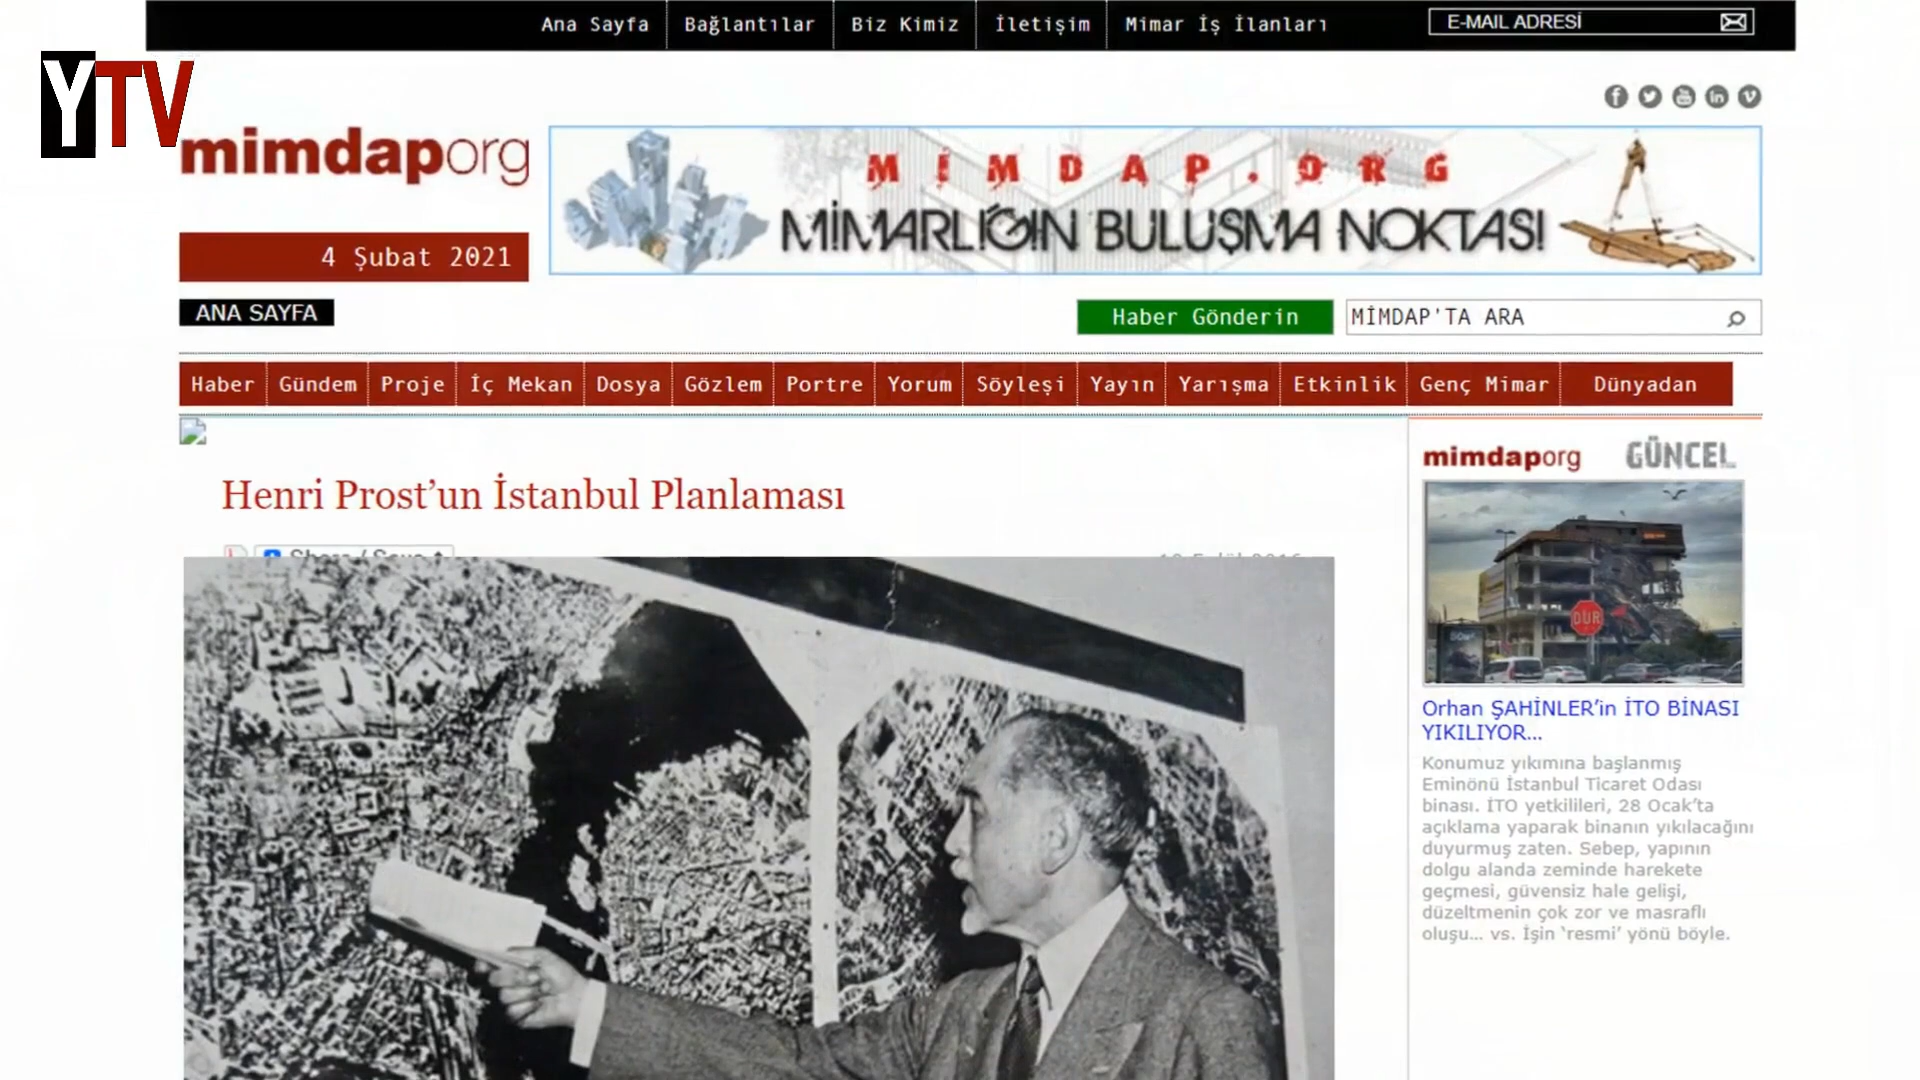 Ana Sayfa Bağlantılar Biz Kimiz İletişim Mimar İş İlanları E-MAIL ADRESİ
YTV
mimdaporg
MİMDAP.ORG
MİMARLIĞIN BULUŞMA NOKTASI
4 Şubat 2021
ANA SAYFA
Haber Gönderin MİMDAP'TA ARA
Haber Gündem Proje İç Mekan Dosya Gözlem Portre Yorum Söyleşi Yayın Yarışma Etkinlik Genç Mimar Dünyadan
mimdaporg GÜNCEL
Henri Prost’un İstanbul Planlaması
Share / Save
DUR
Orhan ŞAHİNLER’in İTO BİNASI
YIKILIYOR...
Konumuz yıkımına başlanmış
Eminönü İstanbul Ticaret Odası
binası. İTO yetkilileri, 28 Ocak’ta
açıklama yaparak binanın yıkılacağını
duyurmuş zaten. Sebep, yapının
dolgu alanda zeminde harekete
geçmesi, güvensiz hale gelişi,
düzeltmenin çok zor ve masraflı
oluşu... vs. İşin ‘resmi’ yönü böyle.